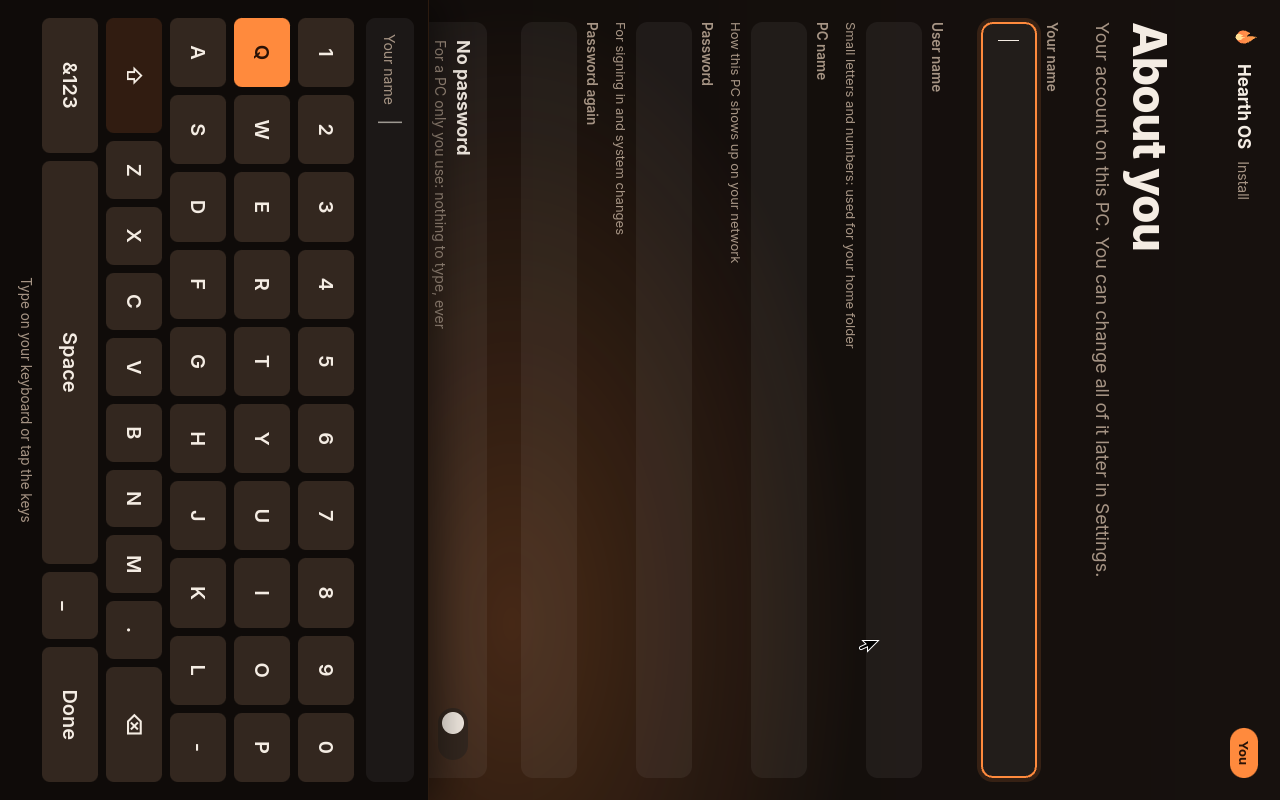 Hearth OS Install
You
About you
Your account on this PC. You can change all of it later in Settings.
Your name
User name
Small letters and numbers: used for your home folder
PC name
How this PC shows up on your network
Password
For signing in and system changes
Password again
No password
For a PC only you use: nothing to type, ever
Your name
1 2 3 4 5 6 7 8 9 0
Q W E R T Y U I O P
A S D F G H J K L -
Z X C V B N M .
&123 Space _ Done
Type on your keyboard or tap the keys